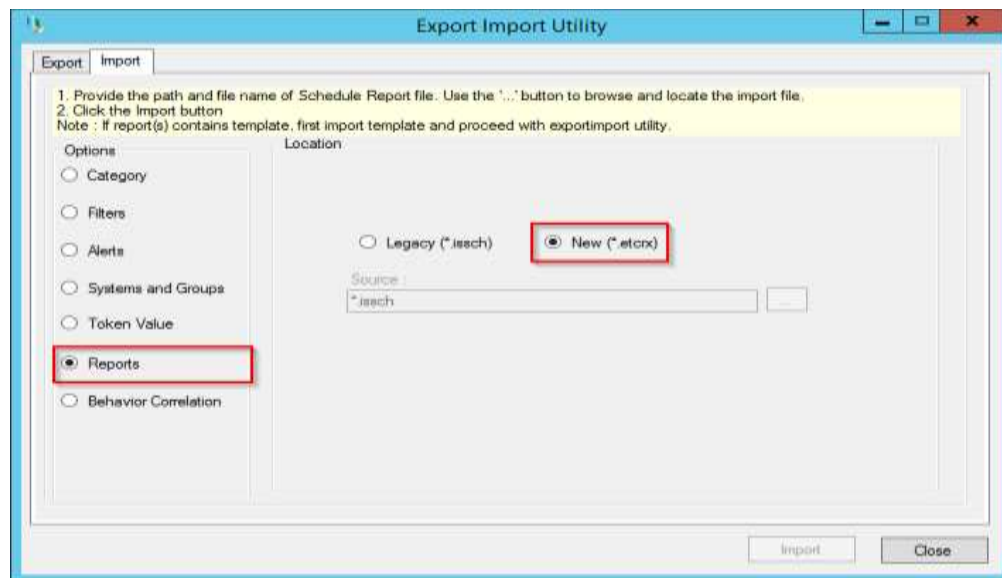 Export Import Utility
Export Import
1. Provide the path and file name of Schedule Report file. Use the '...' button to browse and locate the import file.
2. Click the Import button
Note : If report(s) contains template, first import template and proceed with exportimport utility.
Options
Location
Category
Filters
Alerts
Systems and Groups
Token Value
Reports
Behavior Correlation
Legacy (*.issch)
New (*.etcrx)
Source :
*.issch
...
Import
Close